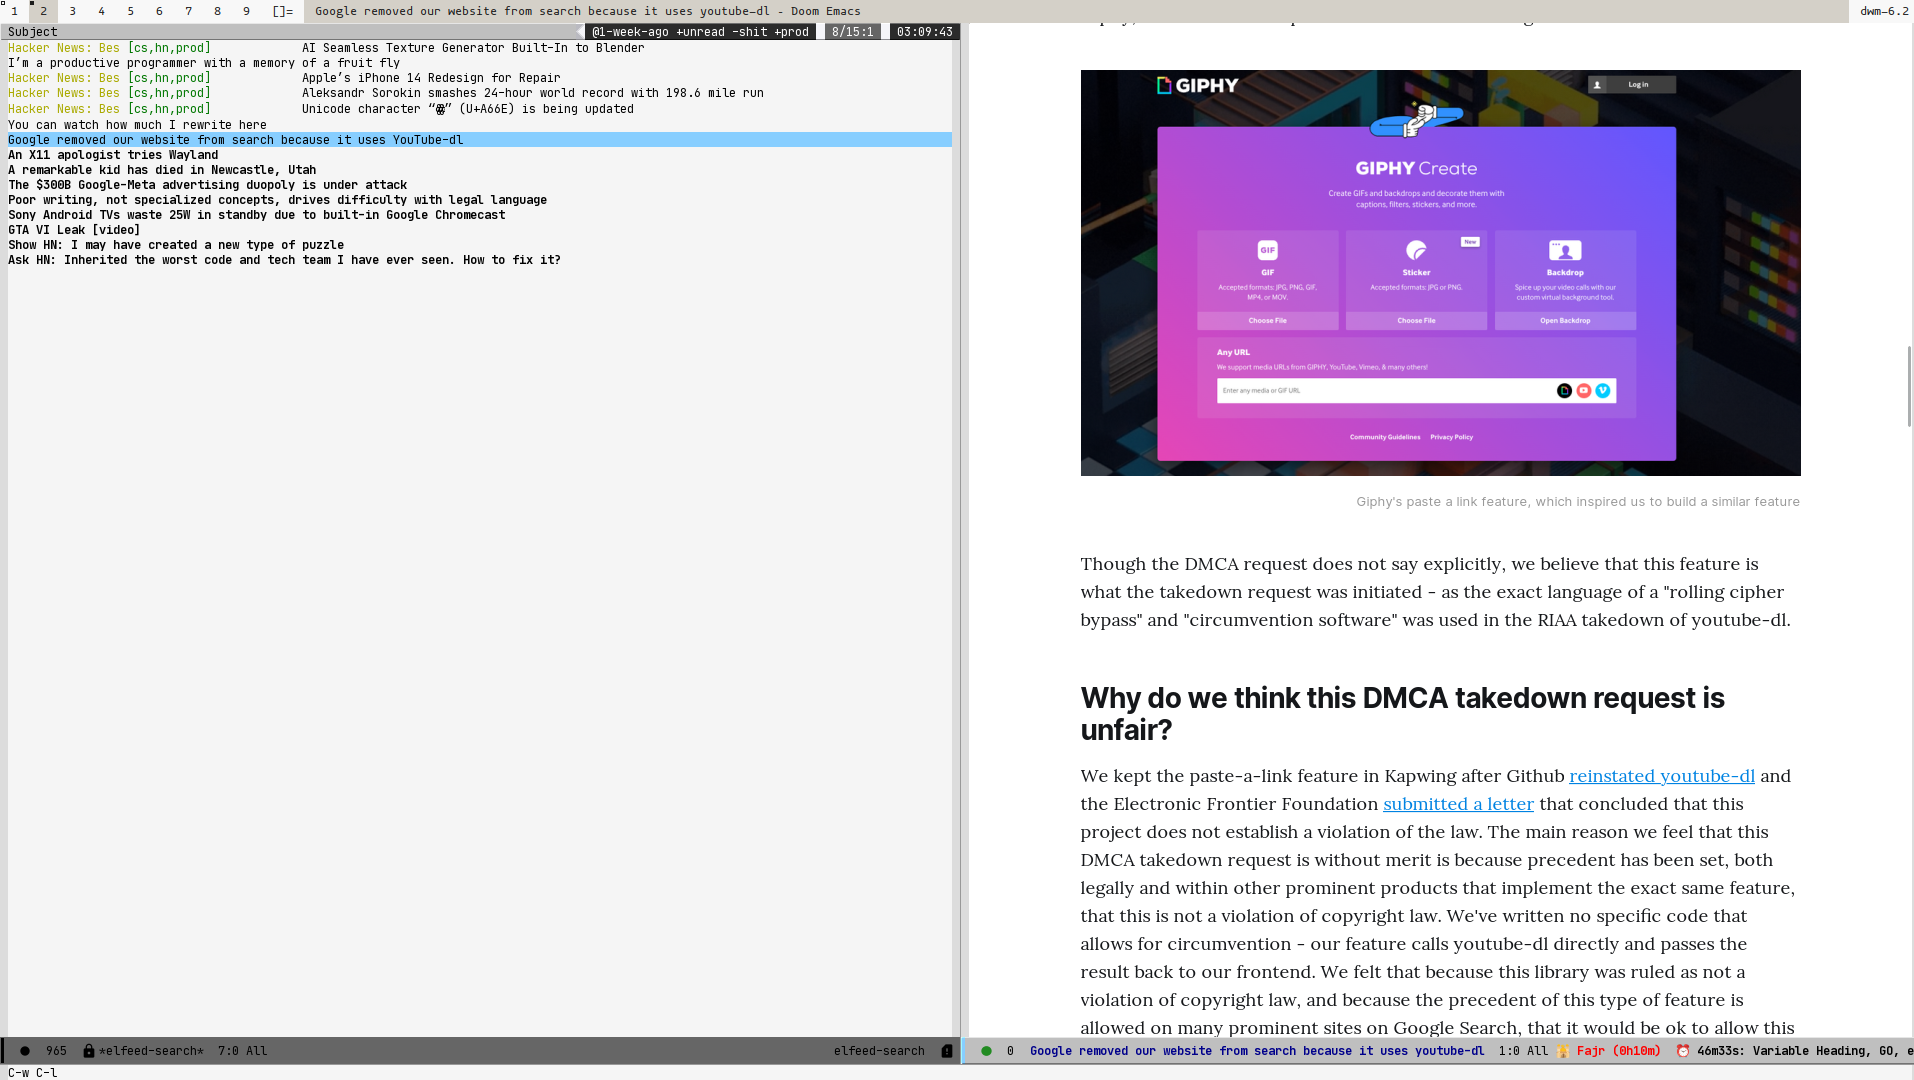 1 2 3 4 5 6 7 8 9 []= Google removed our website from search because it uses youtube-dl - Doom Emacs dwm-6.2
Subject @1-week-ago +unread -shit +prod 8/15:1 03:09:43
Hacker News: Bes [cs,hn,prod] AI Seamless Texture Generator Built-In to Blender
I’m a productive programmer with a memory of a fruit fly
Hacker News: Bes [cs,hn,prod] Apple’s iPhone 14 Redesign for Repair
Hacker News: Bes [cs,hn,prod] Aleksandr Sorokin smashes 24-hour world record with 198.6 mile run
Hacker News: Bes [cs,hn,prod] Unicode character “ꙮ” (U+A66E) is being updated
You can watch how much I rewrite here
Google removed our website from search because it uses YouTube-dl
An X11 apologist tries Wayland
A remarkable kid has died in Newcastle, Utah
The $300B Google-Meta advertising duopoly is under attack
Poor writing, not specialized concepts, drives difficulty with legal language
Sony Android TVs waste 25W in standby due to built-in Google Chromecast
GTA VI Leak [video]
Show HN: I may have created a new type of puzzle
Ask HN: Inherited the worst code and tech team I have ever seen. How to fix it?
965 *elfeed-search* 7:0 All elfeed-search
C-w C-l
GIPHY Log in
GIPHY Create
Create GIFs and backdrops and decorate them with
captions, filters, stickers, and more.
GIF
GIF
Accepted formats: JPG, PNG, GIF,
MP4, or MOV.
Choose File
New
Sticker
Accepted formats: JPG or PNG.
Choose File
Backdrop
Spice up your video calls with our
custom virtual background tool.
Open Backdrop
Any URL
We support media URLs from GIPHY, YouTube, Vimeo, & many others!
Enter any media or GIF URL
Community Guidelines Privacy Policy
Giphy's paste a link feature, which inspired us to build a similar feature
Though the DMCA request does not say explicitly, we believe that this feature is
what the takedown request was initiated - as the exact language of a "rolling cipher
bypass" and "circumvention software" was used in the RIAA takedown of youtube-dl.
Why do we think this DMCA takedown request is
unfair?
We kept the paste-a-link feature in Kapwing after Github reinstated youtube-dl and
the Electronic Frontier Foundation submitted a letter that concluded that this
project does not establish a violation of the law. The main reason we feel that this
DMCA takedown request is without merit is because precedent has been set, both
legally and within other prominent products that implement the exact same feature,
that this is not a violation of copyright law. We've written no specific code that
allows for circumvention - our feature calls youtube-dl directly and passes the
result back to our frontend. We felt that because this library was ruled as not a
violation of copyright law, and because the precedent of this type of feature is
allowed on many prominent sites on Google Search, that it would be ok to allow this
0 Google removed our website from search because it uses youtube-dl 1:0 All Fajr (0h10m) 46m33s: Variable Heading, GO, e